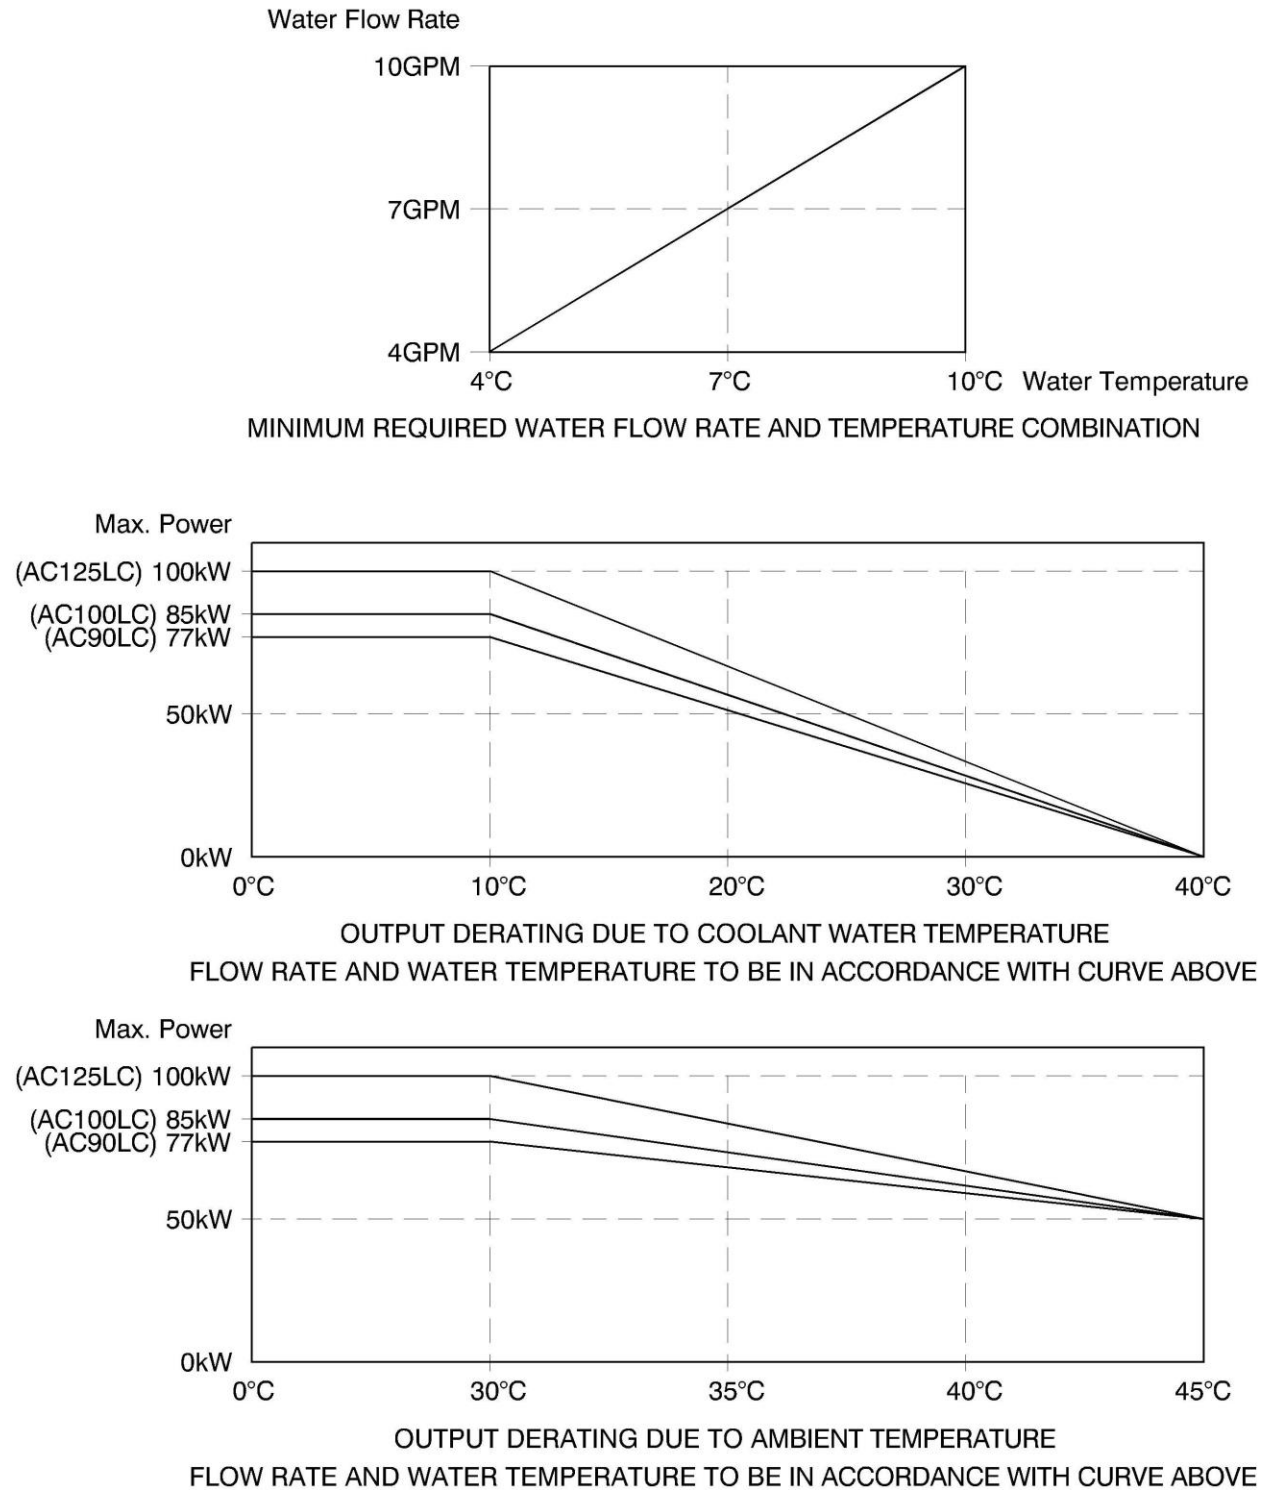 Water Flow Rate
10GPM
7GPM
4GPM
4°C 7°C 10°C Water Temperature
MINIMUM REQUIRED WATER FLOW RATE AND TEMPERATURE COMBINATION
Max. Power
(AC125LC) 100kW
(AC100LC) 85kW
(AC90LC) 77kW
50kW
0kW
0°C 10°C 20°C 30°C 40°C
OUTPUT DERATING DUE TO COOLANT WATER TEMPERATURE
FLOW RATE AND WATER TEMPERATURE TO BE IN ACCORDANCE WITH CURVE ABOVE
Max. Power
(AC125LC) 100kW
(AC100LC) 85kW
(AC90LC) 77kW
50kW
0kW
0°C 30°C 35°C 40°C 45°C
OUTPUT DERATING DUE TO AMBIENT TEMPERATURE
FLOW RATE AND WATER TEMPERATURE TO BE IN ACCORDANCE WITH CURVE ABOVE